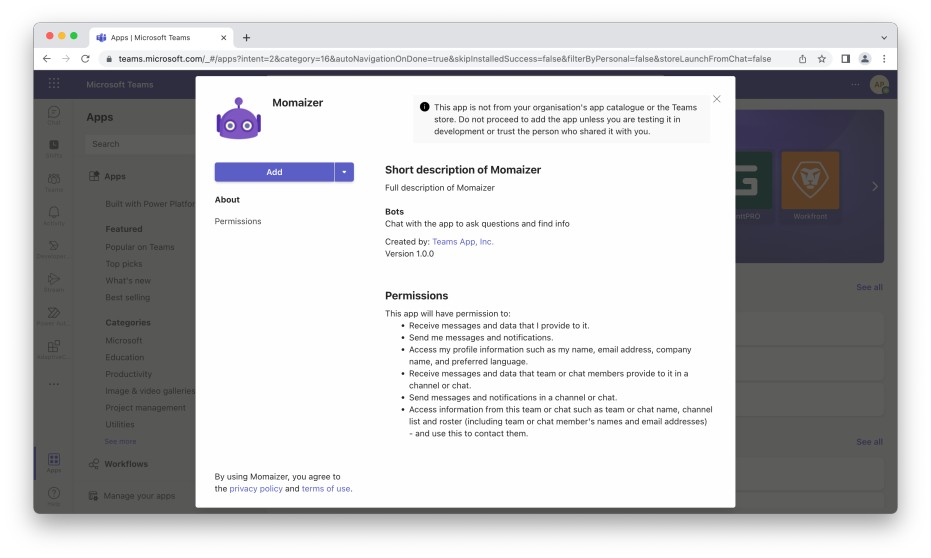 Apps | Microsoft Teams
teams.microsoft.com/_#/apps?intent=2&category=16&autoNavigationOnDone=true&skipInstalledSuccess=false&filterByPersonal=false&storeLaunchFromChat=false
Microsoft Teams
AP
Apps
Search
Apps
Built with Power Platfor
Featured
Popular on Teams
Top picks
What's new
Best selling
Categories
Microsoft
Education
Productivity
Image & video galleries
Project management
Utilities
See more
Workflows
Manage your apps
Chat
Teams
Activity
Apps
Help
Momaizer
This app is not from your organisation's app catalogue or the Teams
store. Do not proceed to add the app unless you are testing it in
development or trust the person who shared it with you.
Add
About
Permissions
Short description of Momaizer
Full description of Momaizer
Bots
Chat with the app to ask questions and find info
Created by: Teams App, Inc.
Version 1.0.0
Permissions
This app will have permission to:
• Receive messages and data that I provide to it.
• Send me messages and notifications.
• Access my profile information such as my name, email address, company
name, and preferred language.
• Receive messages and data that team or chat members provide to it in a
channel or chat.
• Send messages and notifications in a channel or chat.
• Access information from this team or chat such as team or chat name, channel
list and roster (including team or chat member's names and email addresses)
- and use this to contact them.
By using Momaizer, you agree to
the privacy policy and terms of use.
Workfront
See all
See all